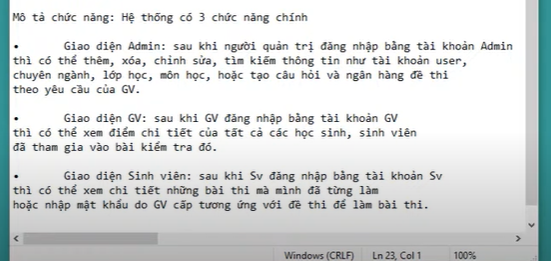 Mô tả chức năng: Hệ thống có 3 chức năng chính
• Giao diện Admin: sau khi người quản trị đăng nhập bằng tài khoản Admin
thì có thể thêm, xóa, chỉnh sửa, tìm kiếm thông tin như tài khoản user,
chuyên ngành, lớp học, môn học, hoặc tạo câu hỏi và ngân hàng đề thi
theo yêu cầu của GV.
• Giao diện GV: sau khi GV đăng nhập bằng tài khoản GV
thì có thể xem điểm chi tiết của tất cả các học sinh, sinh viên
đã tham gia vào bài kiểm tra đó.
• Giao diện Sinh viên: sau khi Sv đăng nhập bằng tài khoản Sv
thì có thể xem chi tiết những bài thi mà mình đã từng làm
hoặc nhập mật khẩu do GV cấp tương ứng với đề thi để làm bài thi.
Windows (CRLF) Ln 23, Col 1 100%